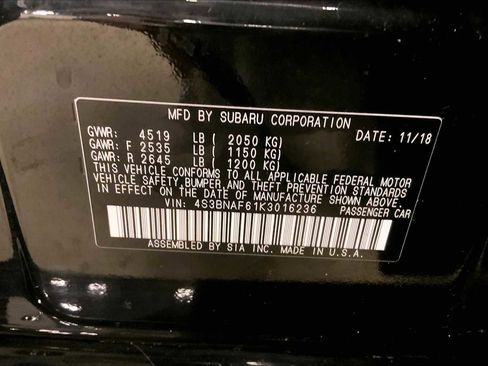 MFD BY SUBARU CORPORATION
GVWR: 4519 LB ( 2050 KG) DATE: 11/18
GAWR: F 2535 LB ( 1150 KG)
GAWR: R 2645 LB ( 1200 KG)
THIS VEHICLE CONFORMS TO ALL APPLICABLE FEDERAL MOTOR
VEHICLE SAFETY, BUMPER AND THEFT PREVENTION STANDARDS
IN EFFECT ON THE DATE OF MANUFACTURE SHOWN ABOVE.
VIN: 4S3BNAF61K3016236 PASSENGER CAR
ASSEMBLED BY SIA INC. MADE IN U.S.A.